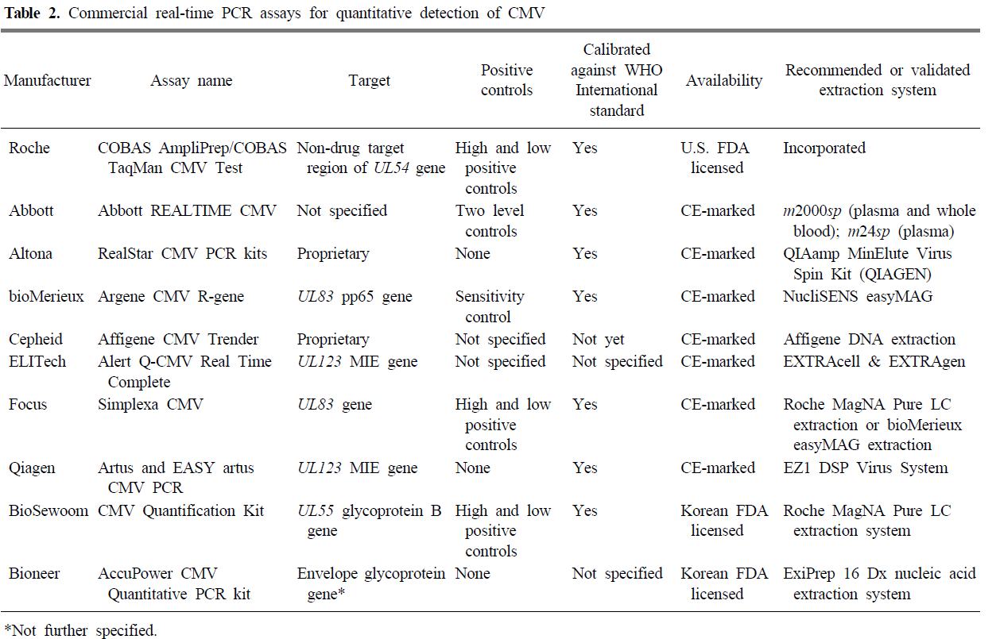 Table 2. Commercial real-time PCR assays for quantitative detection of CMV
Manufacturer
Assay name
Target
Positive
controls
Calibrated
against WHO
International
standard
Availability
Recommended or validated
extraction system
Roche
COBAS AmpliPrep/COBAS
TaqMan CMV Test
Non-drug target
region of UL54 gene
High and low
positive
controls
Yes
U.S. FDA
licensed
Incorporated
Abbott
Abbott REALTIME CMV
Not specified
Two level
controls
Yes
CE-marked
m2000sp (plasma and whole
blood); m24sp (plasma)
Altona
RealStar CMV PCR kits
Proprietary
None
Yes
CE-marked
QIAamp MinElute Virus
Spin Kit (QIAGEN)
bioMerieux
Argene CMV R-gene
UL83 pp65 gene
Sensitivity
control
Yes
CE-marked
NucliSENS easyMAG
Cepheid
Affigene CMV Trender
Proprietary
Not specified
Not yet
CE-marked
Affigene DNA extraction
ELITech
Alert Q-CMV Real Time
Complete
UL123 MIE gene
Not specified
Not specified
CE-marked
EXTRAcell & EXTRAgen
Focus
Simplexa CMV
UL83 gene
High and low
positive
controls
Yes
CE-marked
Roche MagNA Pure LC
extraction or bioMerieux
easyMAG extraction
Qiagen
Artus and EASY artus
CMV PCR
UL123 MIE gene
None
Yes
CE-marked
EZ1 DSP Virus System
BioSewoom
CMV Quantification Kit
UL55 glycoprotein B
gene
High and low
positive
controls
Yes
Korean FDA
licensed
Roche MagNA Pure LC
extraction system
Bioneer
AccuPower CMV
Quantitative PCR kit
Envelope glycoprotein
gene*
None
Not specified
Korean FDA
licensed
ExiPrep 16 Dx nucleic acid
extraction system
*Not further specified.